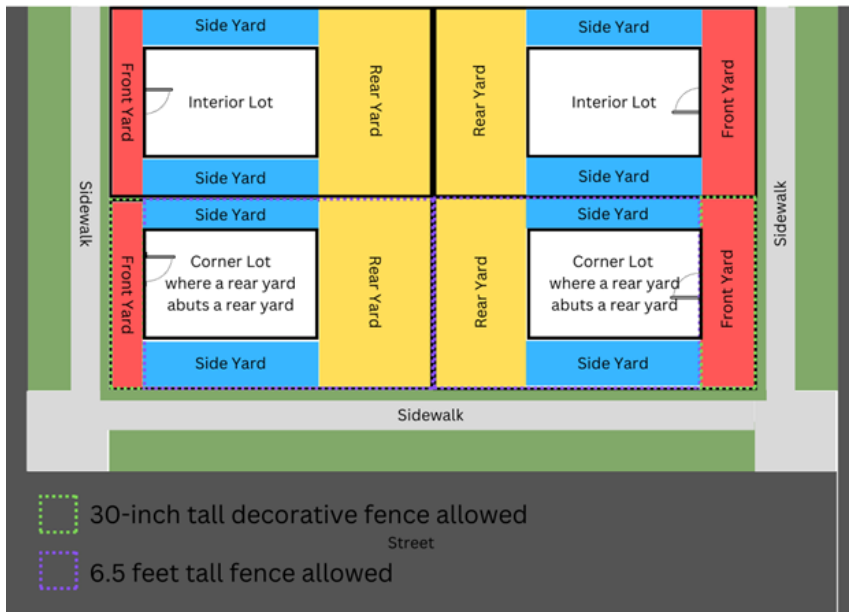 Side Yard
Side Yard
Front Yard
Interior Lot
Rear Yard
Rear Yard
Interior Lot
Front Yard
Side Yard
Side Yard
Sidewalk
Sidewalk
Side Yard
Side Yard
Front Yard
Corner Lot
where a rear yard
abuts a rear yard
Rear Yard
Rear Yard
Corner Lot
where a rear yard
abuts a rear yard
Front Yard
Side Yard
Side Yard
Sidewalk
30-inch tall decorative fence allowed
Street
6.5 feet tall fence allowed